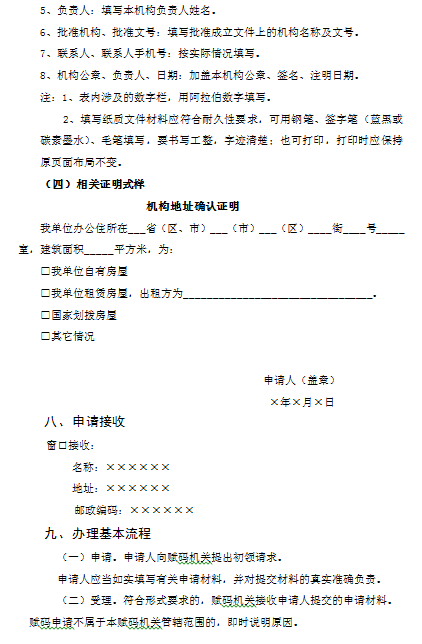 5、负责人：填写本机构负责人姓名。
6、批准机构、批准文号：填写批准成立文件上的机构名称及文号。
7、联系人、联系人手机号：按实际情况填写。
8、机构公章、负责人、日期：加盖本机构公章、签名、注明日期。
注：1、表内涉及的数字栏，用阿拉伯数字填写。
2、填写纸质文件材料应符合耐久性要求，可用钢笔、签字笔（蓝黑或
碳素墨水）、毛笔填写，要书写工整，字迹清楚；也可打印，打印时应保持
原页面布局不变。
（四）相关证明式样
机构地址确认证明
我单位办公住所在___省（区、市）___（市）___（区）____街____号_____
室，建筑面积_____平方米，为：
□我单位自有房屋
□我单位租赁房屋，出租方为________________________________。
□国家划拨房屋
□其它情况
申请人（盖章）
×年×月×日
八、申请接收
窗口接收：
名称：××××××
地址：××××××
邮政编码：××××××
九、办理基本流程
（一）申请。申请人向赋码机关提出初领请求。
申请人应当如实填写有关申请材料，并对提交材料的真实准确负责。
（二）受理。符合形式要求的，赋码机关接收申请人提交的申请材料。
赋码申请不属于本赋码机关管辖范围的，即时说明原因。